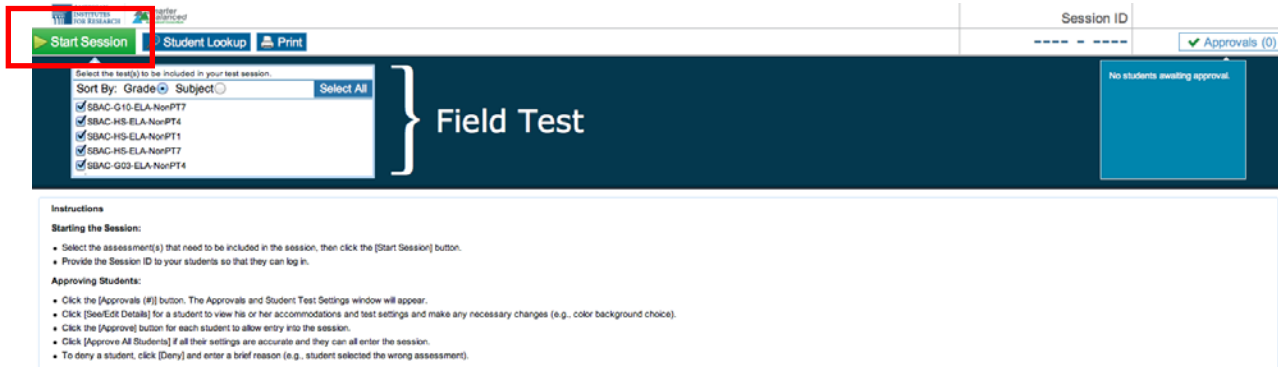 INSTITUTES
FOR RESEARCH
Smarter
Balanced
Session ID
Start Session
Student Lookup
Print
---- - ----
Approvals (0)
Select the test(s) to be included in your test session.
Sort By: Grade Subject
Select All
SBAC-G10-ELA-NonPT7
SBAC-HS-ELA-NonPT4
SBAC-HS-ELA-NonPT1
SBAC-HS-ELA-NonPT7
SBAC-G03-ELA-NonPT4
Field Test
No students awaiting approval.
Instructions
Starting the Session:
• Select the assessment(s) that need to be included in the session, then click the [Start Session] button.
• Provide the Session ID to your students so that they can log in.
Approving Students:
• Click the [Approvals (#)] button. The Approvals and Student Test Settings window will appear.
• Click [See/Edit Details] for a student to view his or her accommodations and test settings and make any necessary changes (e.g., color background choice).
• Click the [Approve] button for each student to allow entry into the session.
• Click [Approve All Students] if all their settings are accurate and they can all enter the session.
• To deny a student, click [Deny] and enter a brief reason (e.g., student selected the wrong assessment).